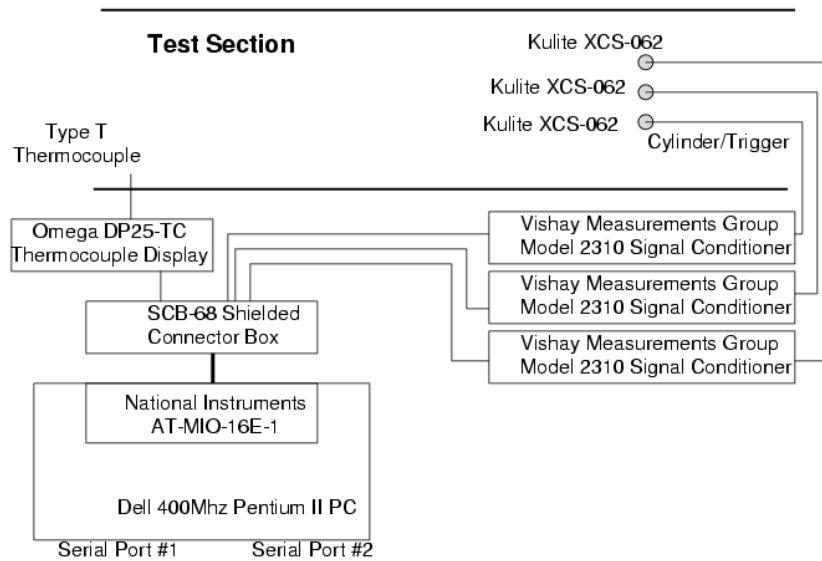 Test Section
Kulite XCS-062
Kulite XCS-062
Kulite XCS-062
Cylinder/Trigger
Type T
Thermocouple
Omega DP25-TC
Thermocouple Display
Vishay Measurements Group
Model 2310 Signal Conditioner
Vishay Measurements Group
Model 2310 Signal Conditioner
Vishay Measurements Group
Model 2310 Signal Conditioner
SCB-68 Shielded
Connector Box
National Instruments
AT-MIO-16E-1
Dell 400Mhz Pentium II PC
Serial Port #1
Serial Port #2